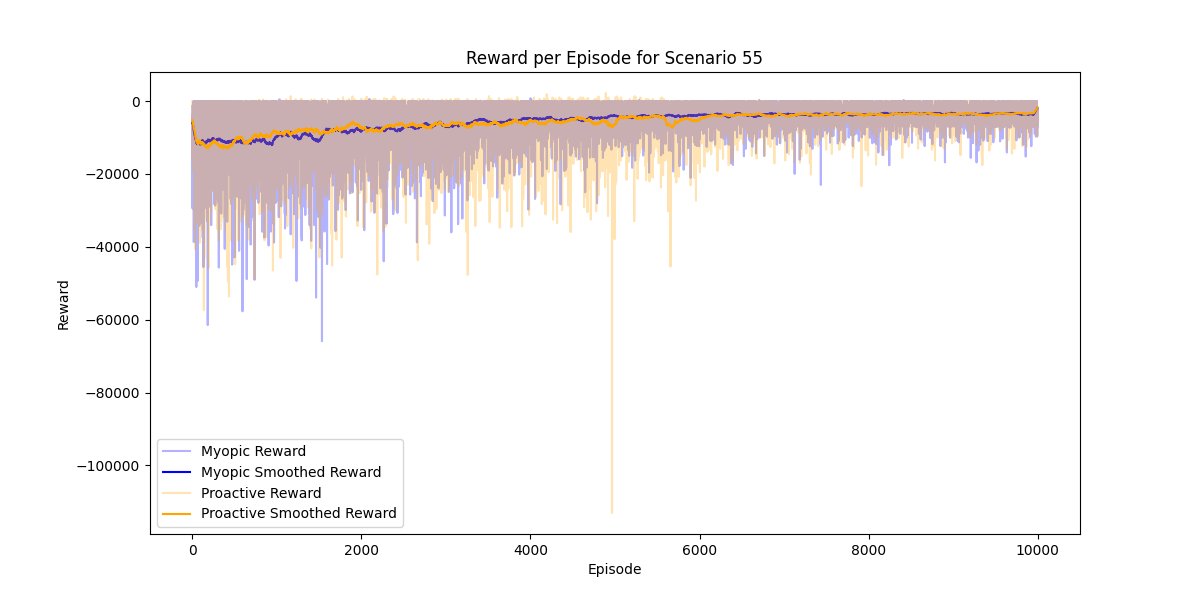 Reward per Episode for Scenario 55
0
−20000
−40000
−60000
−80000
−100000
Reward
Myopic Reward
Myopic Smoothed Reward
Proactive Reward
Proactive Smoothed Reward
0 2000 4000 6000 8000 10000
Episode